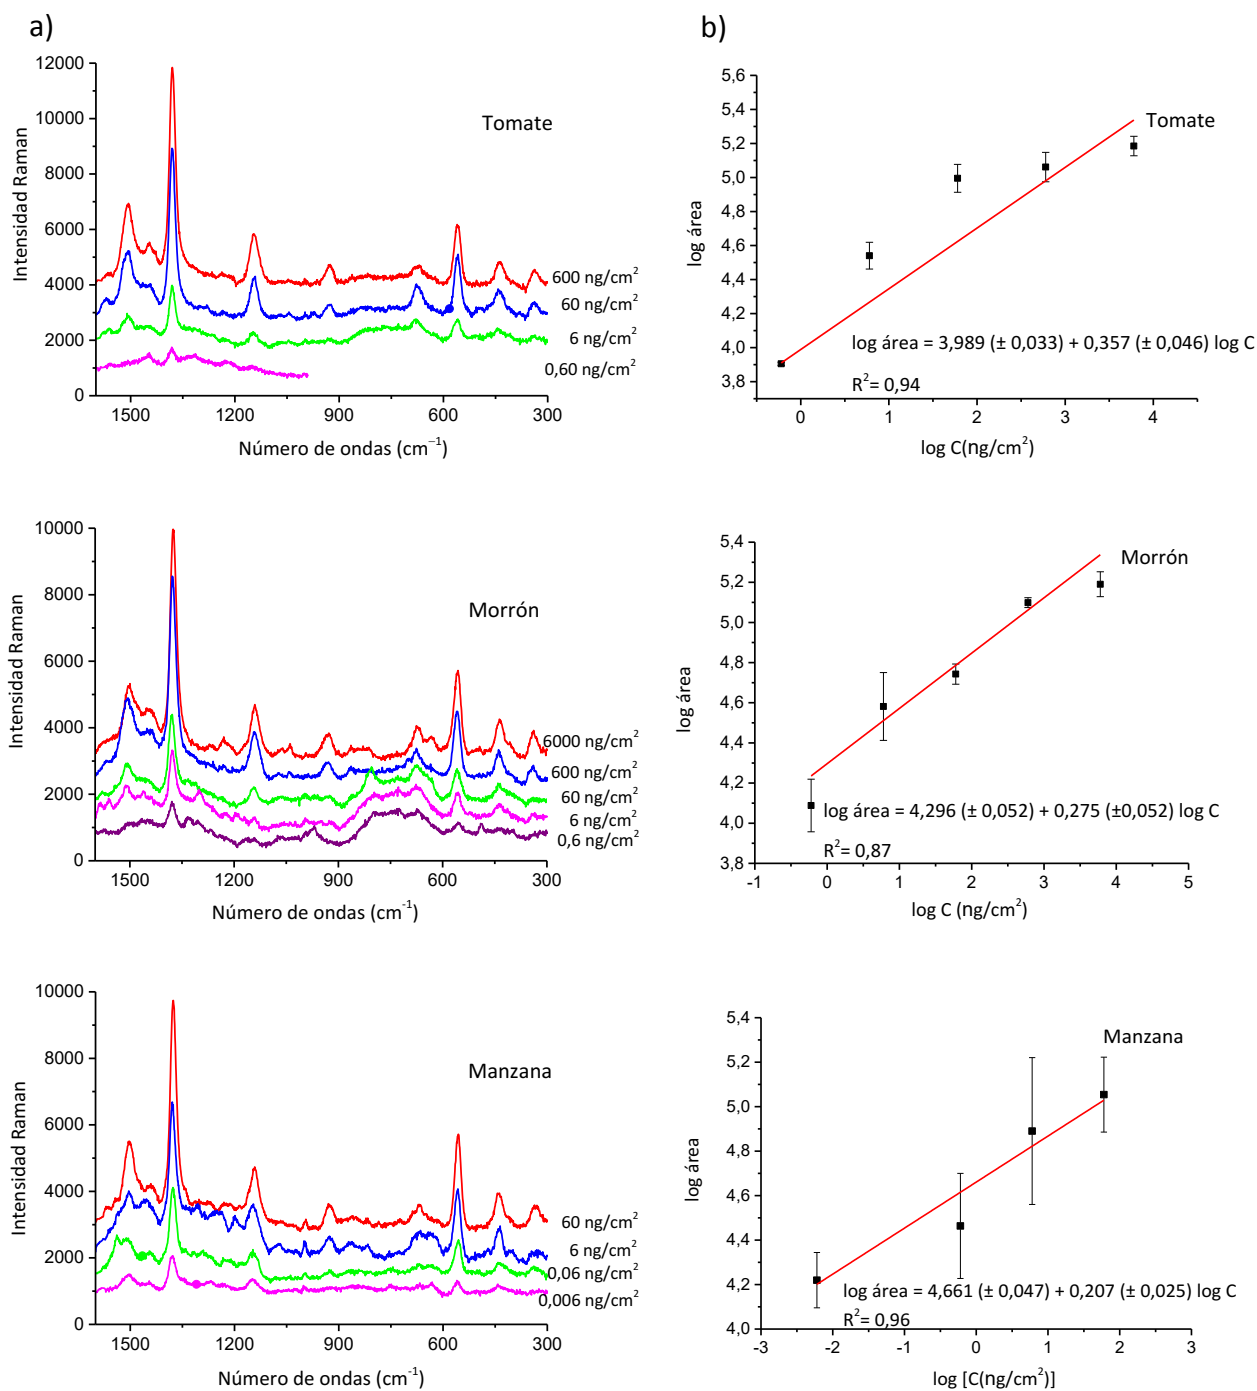 a)
b)
12000
10000
8000
6000
4000
2000
0
Intensidad Raman
Tomate
600 ng/cm²
60 ng/cm²
6 ng/cm²
0,60 ng/cm²
1500
1200
900
600
300
Número de ondas (cm⁻¹)
5,6
5,4
5,2
5,0
4,8
4,6
4,4
4,2
4,0
3,8
log área
Tomate
log área = 3,989 (± 0,033) + 0,357 (± 0,046) log C
R²= 0,94
0
1
2
3
4
log C(ng/cm²)
10000
8000
6000
4000
2000
0
Intensidad Raman
Morrón
6000 ng/cm²
600 ng/cm²
60 ng/cm²
6 ng/cm²
0,6 ng/cm²
1500
1200
900
600
300
Número de ondas (cm⁻¹)
5,4
5,2
5,0
4,8
4,6
4,4
4,2
4,0
3,8
log área
Morrón
log área = 4,296 (± 0,052) + 0,275 (±0,052) log C
R²= 0,87
-1
0
1
2
3
4
5
log C (ng/cm²)
10000
8000
6000
4000
2000
0
Intensidad Raman
Manzana
60 ng/cm²
6 ng/cm²
0,06 ng/cm²
0,006 ng/cm²
1500
1200
900
600
300
Número de ondas (cm⁻¹)
5,4
5,2
5,0
4,8
4,6
4,4
4,2
4,0
log área
Manzana
log área = 4,661 (± 0,047) + 0,207 (± 0,025) log C
R²= 0,96
-3
-2
-1
0
1
2
3
log [C(ng/cm²)]